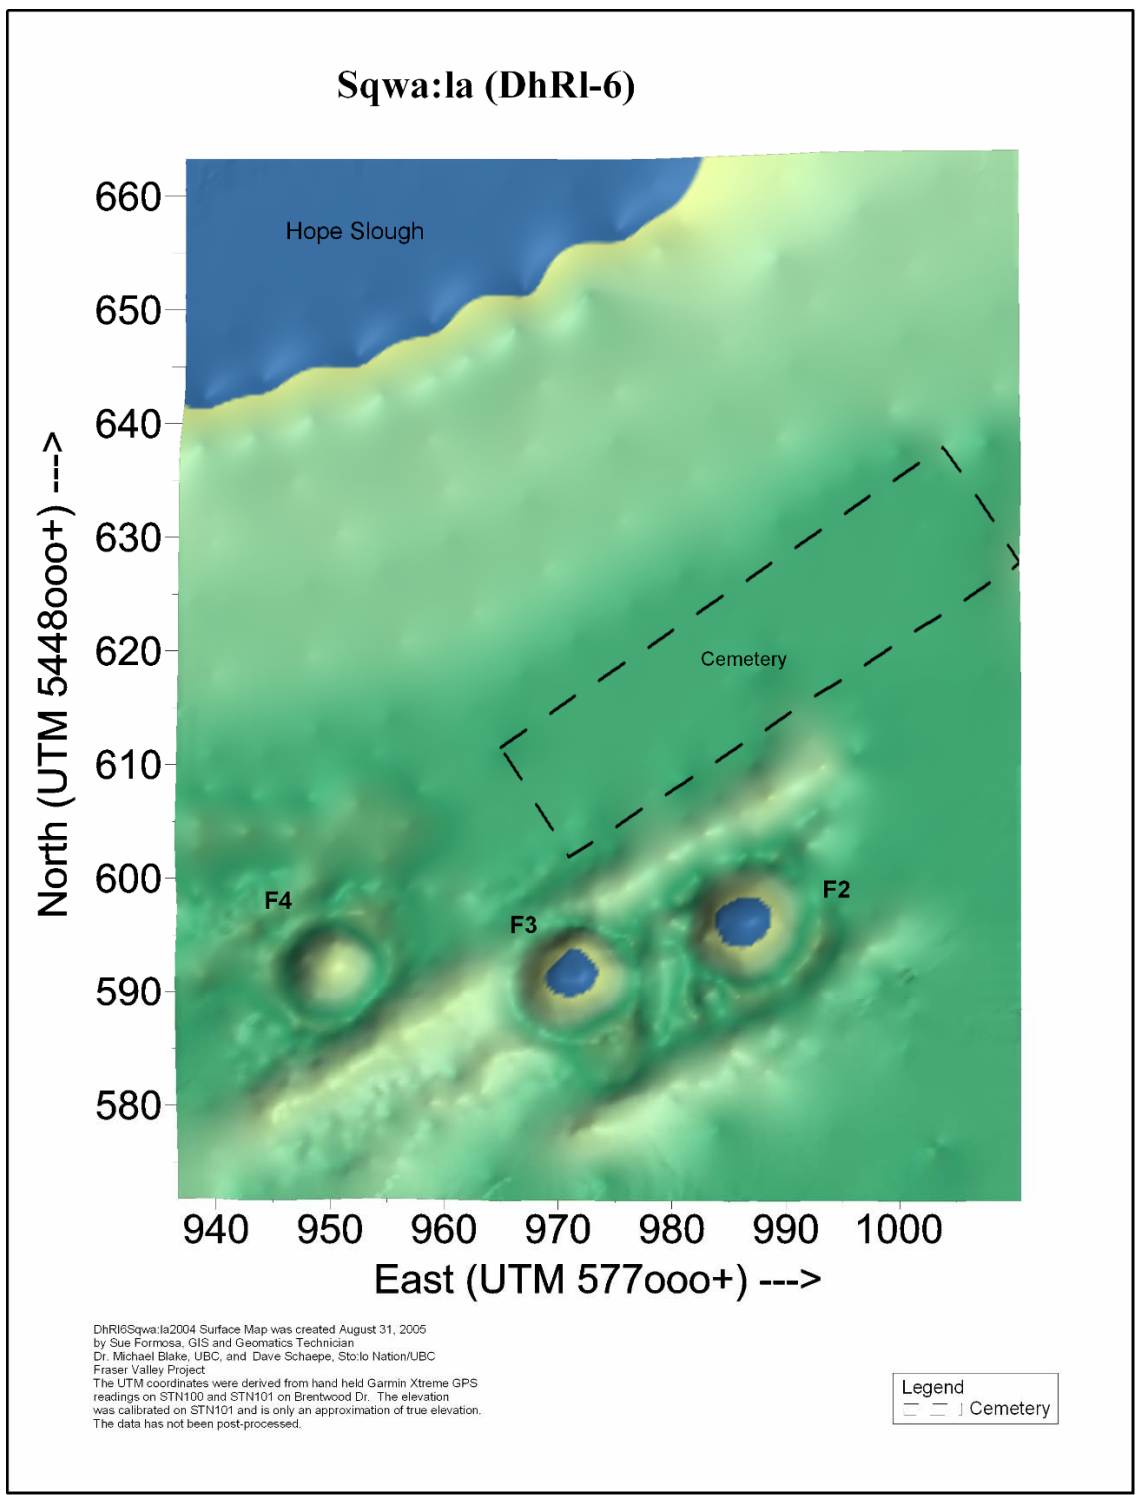 Sqwa:la (DhRl-6)
660
Hope Slough
650
640
630
620
Cemetery
610
600
F4
F3
F2
590
580
North (UTM 5448ooo+) --->
940 950 960 970 980 990 1000
East (UTM 577ooo+) --->
DhRl6Sqwa:la2004 Surface Map was created August 31, 2005
by Sue Formosa, GIS and Geomatics Technician
Dr. Michael Blake, UBC, and Dave Schaepe, Sto:lo Nation/UBC
Fraser Valley Project
The UTM coordinates were derived from hand held Garmin Xtreme GPS
readings on STN100 and STN101 on Brentwood Dr. The elevation
was calibrated on STN101 and is only an approximation of true elevation.
The data has not been post-processed.
Legend
Cemetery